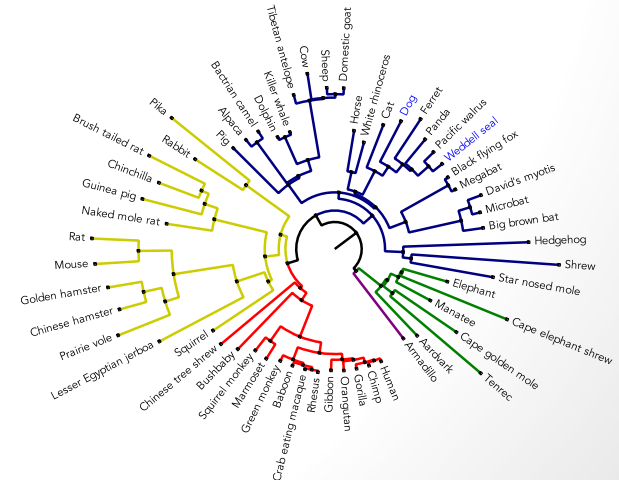 Tibetan antelope
Cow
Sheep
Domestic goat
Killer whale
Dolphin
Bactrian camel
Alpaca
Pig
Horse
White rhinoceros
Cat
Dog
Ferret
Panda
Pacific walrus
Weddell seal
Black flying fox
Megabat
David's myotis
Microbat
Big brown bat
Hedgehog
Shrew
Star nosed mole
Elephant
Cape elephant shrew
Manatee
Cape golden mole
Tenrec
Aardvark
Armadillo
Human
Chimp
Gorilla
Orangutan
Gibbon
Rhesus
Crab eating macaque
Baboon
Green monkey
Marmoset
Squirrel monkey
Bushbaby
Chinese tree shrew
Squirrel
Lesser Egyptian jerboa
Prairie vole
Chinese hamster
Golden hamster
Mouse
Rat
Naked mole rat
Guinea pig
Chinchilla
Brush tailed rat
Rabbit
Pika